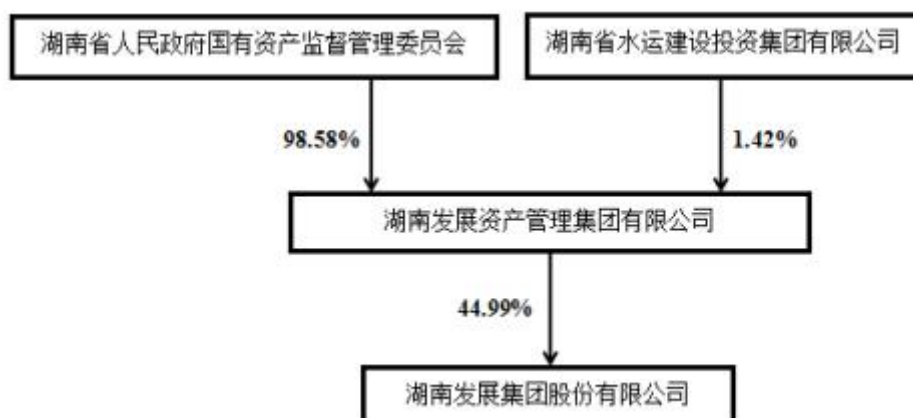 湖南省人民政府国有资产监督管理委员会
湖南省水运建设投资集团有限公司
98.58%
1.42%
湖南发展资产管理集团有限公司
44.99%
湖南发展集团股份有限公司